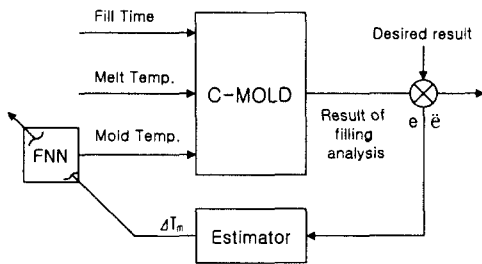 Fill Time
Desired result
Melt Temp.
C-MOLD
Mold Temp.
FNN
Result of
filling
analysis
e ë
ΔTm
Estimator